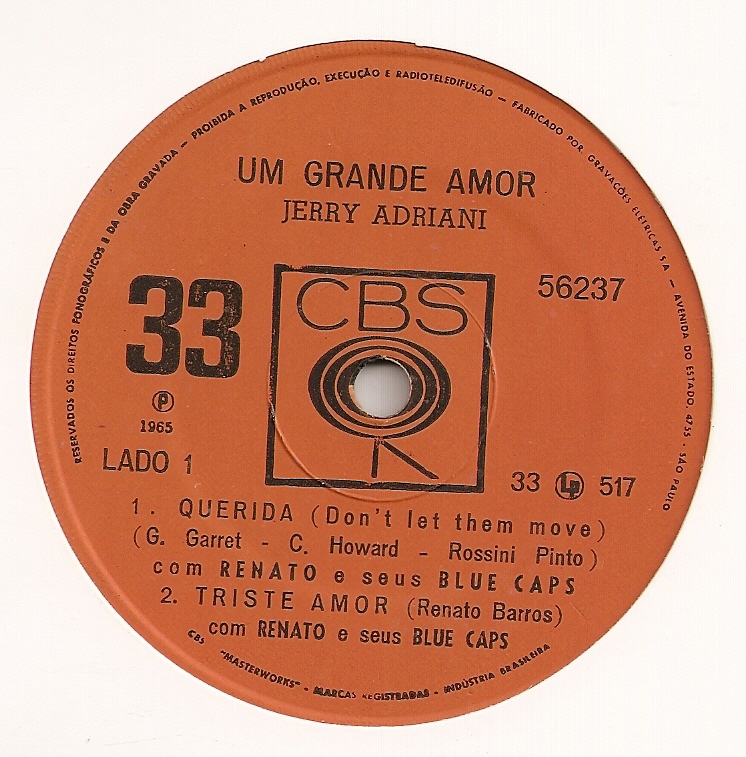 RESERVADOS OS DIREITOS FONOGRÁFICOS E DA OBRA GRAVADA — PROIBIDA A REPRODUÇÃO, EXECUÇÃO E RADIOTELEDIFUSÃO — FABRICADO POR GRAVAÇÕES ELÉTRICAS S.A. — AVENIDA DO ESTADO, 4755 - SÃO PAULO
UM GRANDE AMOR
JERRY ADRIANI
CBS
33
56237
Ⓟ
1965
LADO 1
33 LP 517
1. QUERIDA (Don't let them move)
(G. Garret - C. Howard - Rossini Pinto)
com RENATO e seus BLUE CAPS
2. TRISTE AMOR (Renato Barros)
com RENATO e seus BLUE CAPS
CBS "MASTERWORKS" - MARCAS REGISTRADAS - INDÚSTRIA BRASILEIRA